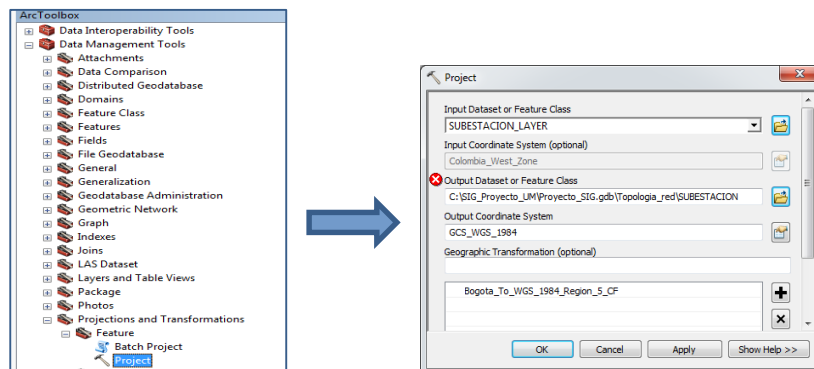 ArcToolbox
Data Interoperability Tools
Data Management Tools
Attachments
Data Comparison
Distributed Geodatabase
Domains
Feature Class
Features
Fields
File Geodatabase
General
Generalization
Geodatabase Administration
Geometric Network
Graph
Indexes
Joins
LAS Dataset
Layers and Table Views
Package
Photos
Projections and Transformations
Feature
Batch Project
Project
Project
Input Dataset or Feature Class
SUBESTACION_LAYER
Input Coordinate System (optional)
Colombia_West_Zone
Output Dataset or Feature Class
C:\SIG_Proyecto_UM\Proyecto_SIG.gdb\Topologia_red\SUBESTACION
Output Coordinate System
GCS_WGS_1984
Geographic Transformation (optional)
Bogota_To_WGS_1984_Region_5_CF
OK
Cancel
Apply
Show Help >>